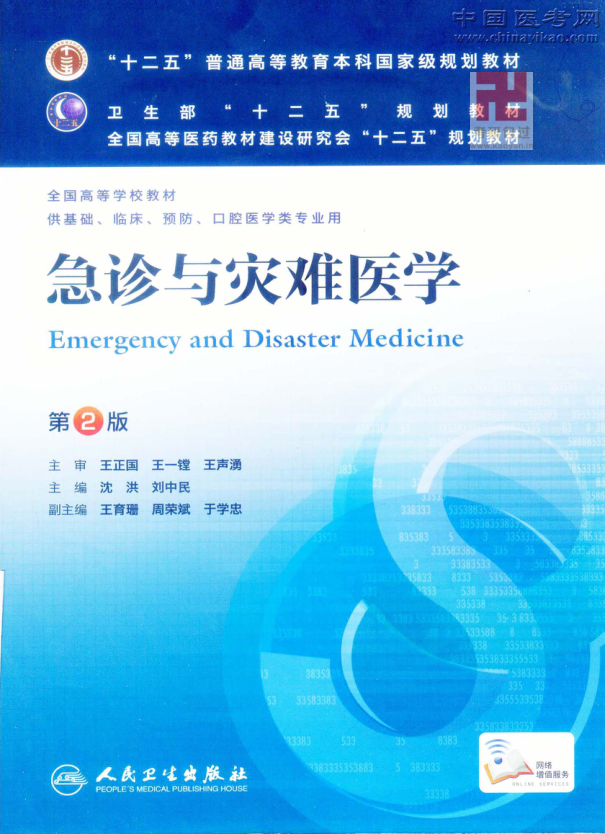 中国医考网
www.chinayikao.com
“十二五”普通高等教育本科国家级规划教材
卫生部“十二五”规划教材
全国高等医药教材建设研究会“十二五”规划教材
十二五
全国高等学校教材
供基础、临床、预防、口腔医学类专业用
急诊与灾难医学
Emergency and Disaster Medicine
第2版
主 审 王正国 王一镗 王声湧
主 编 沈 洪 刘中民
副主编 王育珊 周荣斌 于学忠
人民卫生出版社
PEOPLE'S MEDICAL PUBLISHING HOUSE
网络
增值服务
ONLINE SERVICES